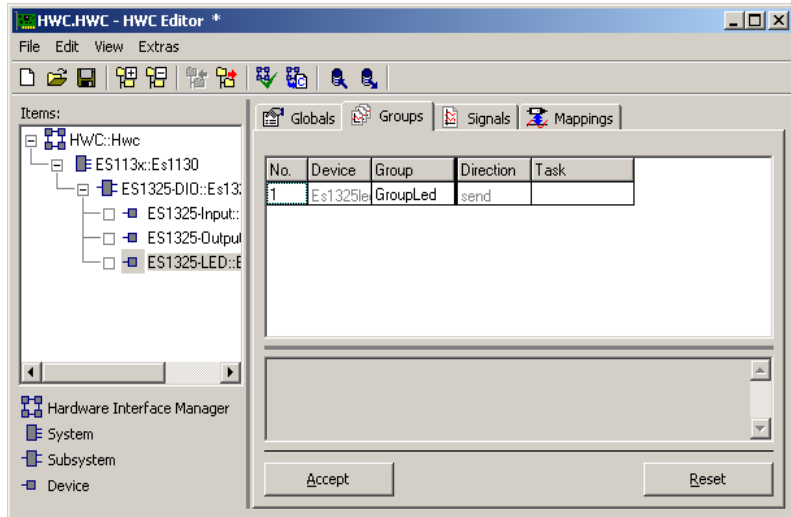 HWC.HWC - HWC Editor *
File Edit View Extras
Items:
HWC::Hwc
ES113x::Es1130
ES1325-DIO::Es13
ES1325-Input::
ES1325-Output
ES1325-LED::E
Globals Groups Signals Mappings
No. Device Group Direction Task
1 Es1325le GroupLed send
Hardware Interface Manager
System
Subsystem
Device
Accept Reset